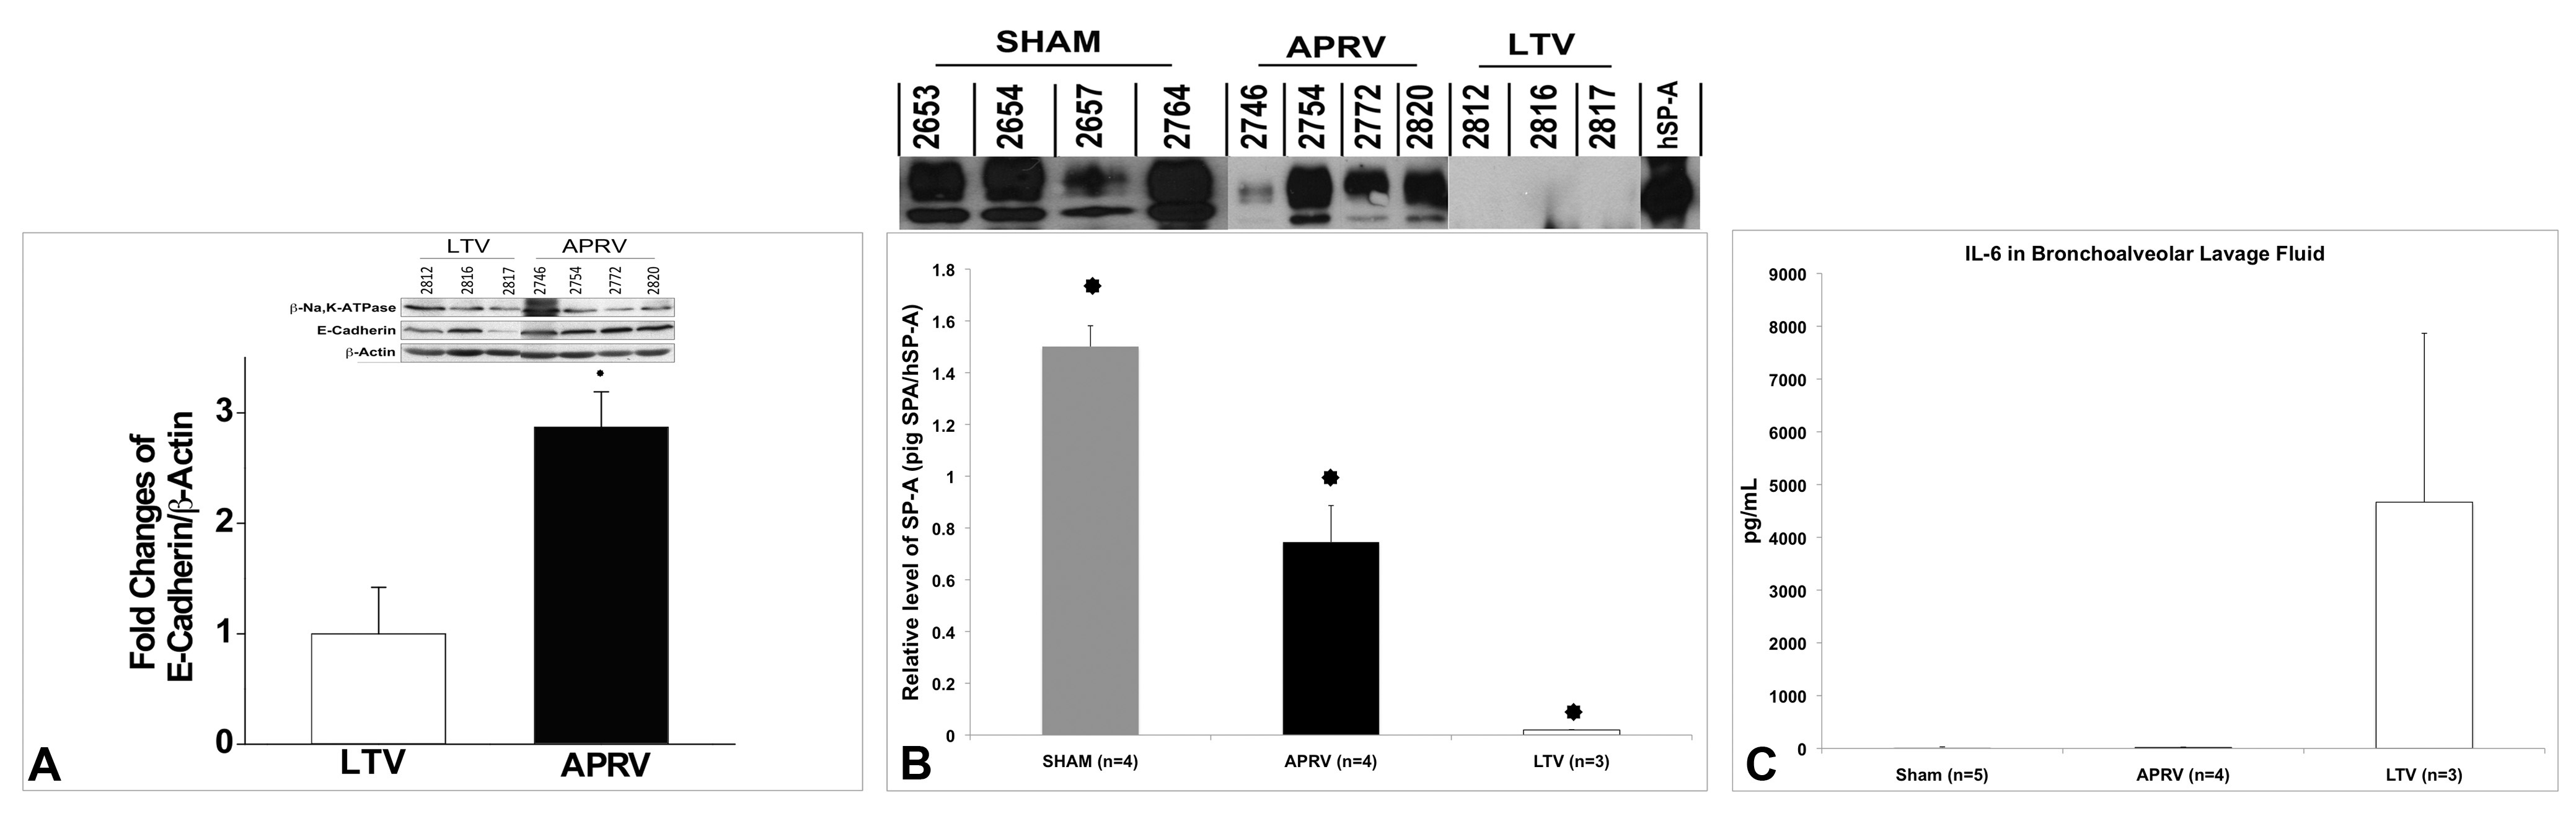 SHAM APRV LTV
2653 2654 2657 2764 2746 2754 2772 2820 2812 2816 2817 hSP-A
LTV APRV
2812 2816 2817 2746 2754 2772 2820
β-Na,K-ATPase
E-Cadherin
β-Actin
Fold Changes of
E-Cadherin/β-Actin
3
2
1
0
LTV APRV
A
Relative level of SP-A (pig SPA/hSP-A)
1.8
1.6
1.4
1.2
1
0.8
0.6
0.4
0.2
0
SHAM (n=4) APRV (n=4) LTV (n=3)
B
IL-6 in Bronchoalveolar Lavage Fluid
pg/mL
9000
8000
7000
6000
5000
4000
3000
2000
1000
0
Sham (n=5) APRV (n=4) LTV (n=3)
C